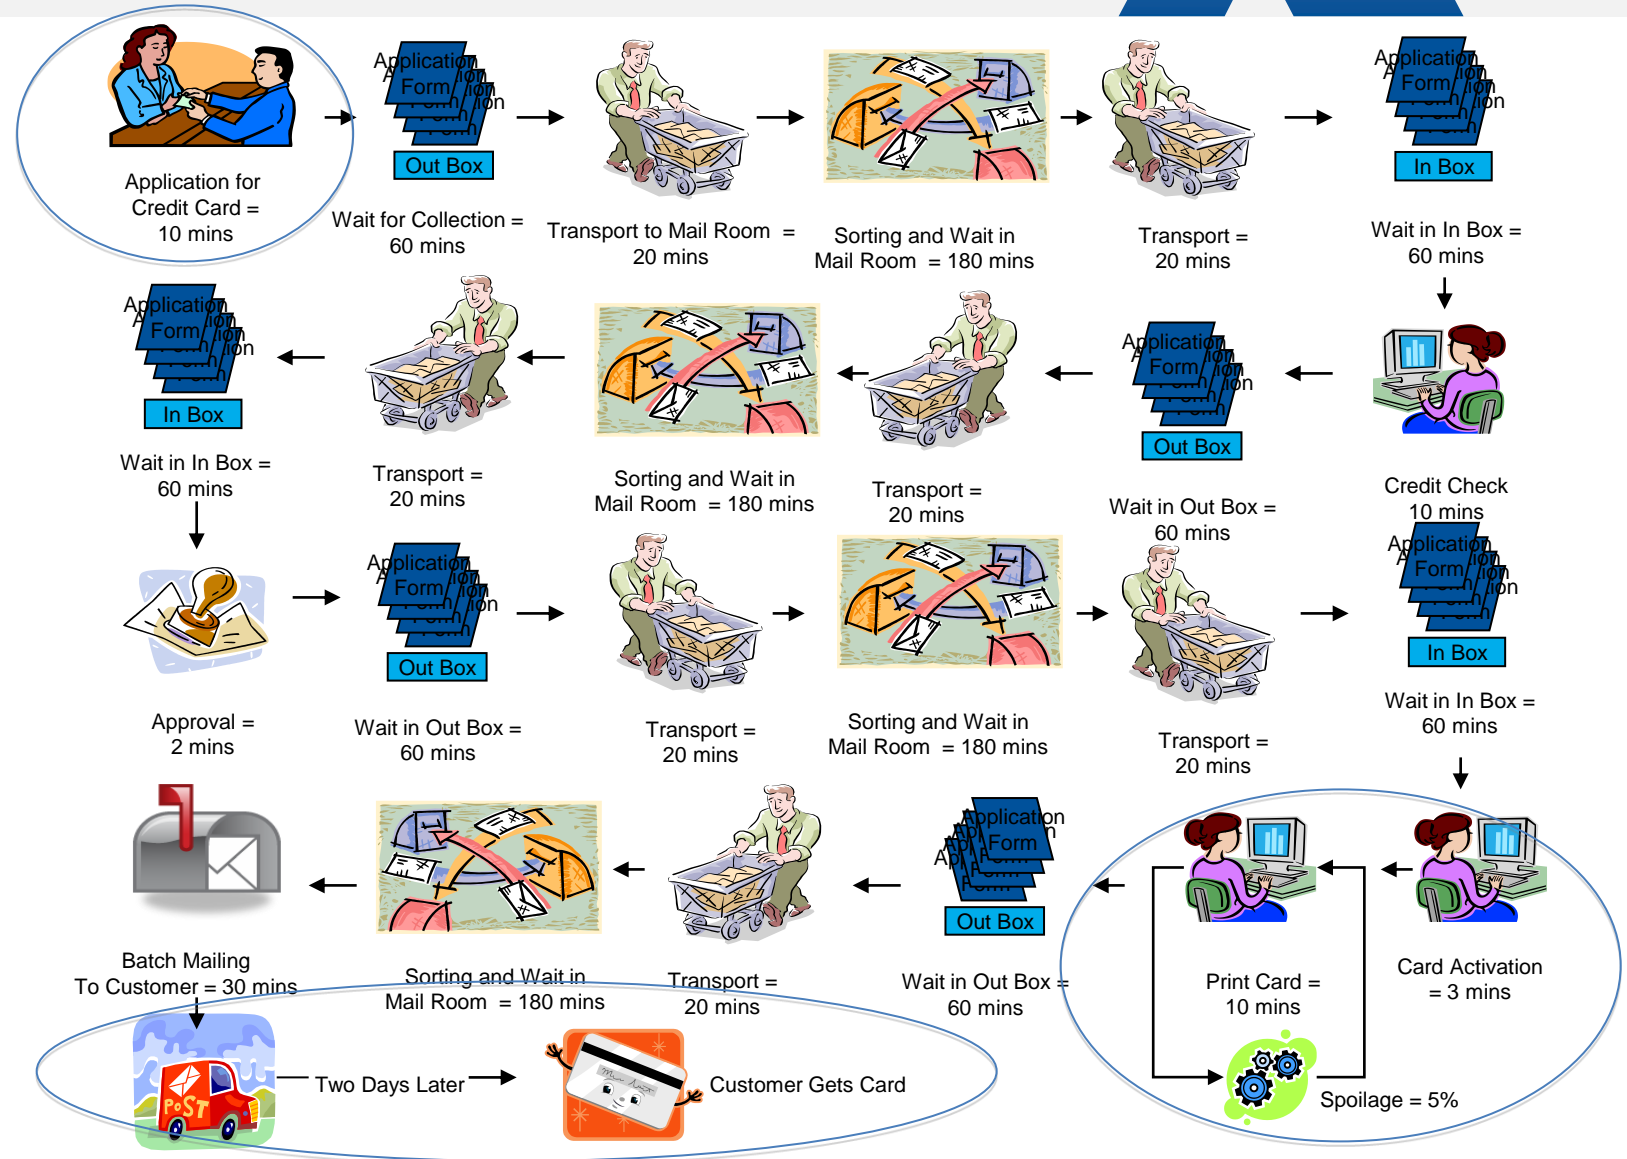 Application
Form
Out Box
Application
Form
In Box
Application for
Credit Card =
10 mins
Wait for Collection =
60 mins
Transport to Mail Room =
20 mins
Sorting and Wait in
Mail Room = 180 mins
Transport =
20 mins
Wait in In Box =
60 mins
Application
Form
In Box
Application
Form
Out Box
Wait in In Box =
60 mins
Transport =
20 mins
Sorting and Wait in
Mail Room = 180 mins
Transport =
20 mins
Wait in Out Box =
60 mins
Credit Check
10 mins
Application
Form
Out Box
Application
Form
In Box
Approval =
2 mins
Wait in Out Box =
60 mins
Transport =
20 mins
Sorting and Wait in
Mail Room = 180 mins
Transport =
20 mins
Wait in In Box =
60 mins
Application
Form
Out Box
Batch Mailing
To Customer = 30 mins
Sorting and Wait in
Mail Room = 180 mins
Transport =
20 mins
Wait in Out Box =
60 mins
Print Card =
10 mins
Card Activation
= 3 mins
POST
Two Days Later
Customer Gets Card
Spoilage = 5%